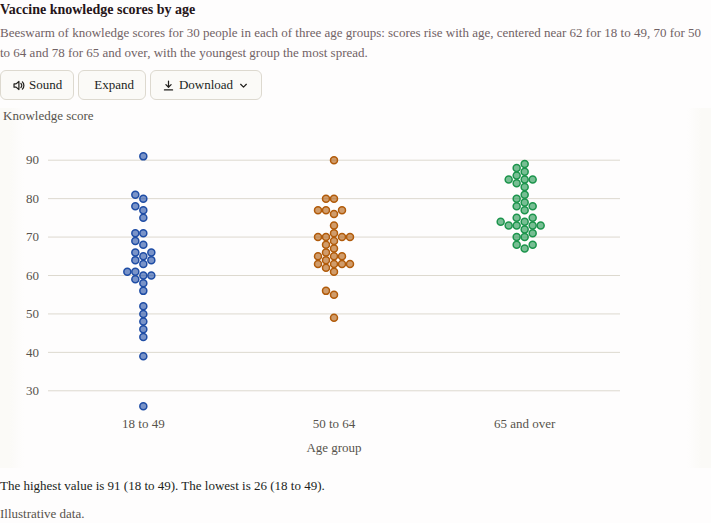 Vaccine knowledge scores by age
Beeswarm of knowledge scores for 30 people in each of three age groups: scores rise with age, centered near 62 for 18 to 49, 70 for 50
to 64 and 78 for 65 and over, with the youngest group the most spread.
Sound Expand Download
Knowledge score
90
80
70
60
50
40
30
18 to 49 50 to 64 65 and over
Age group
The highest value is 91 (18 to 49). The lowest is 26 (18 to 49).
Illustrative data.